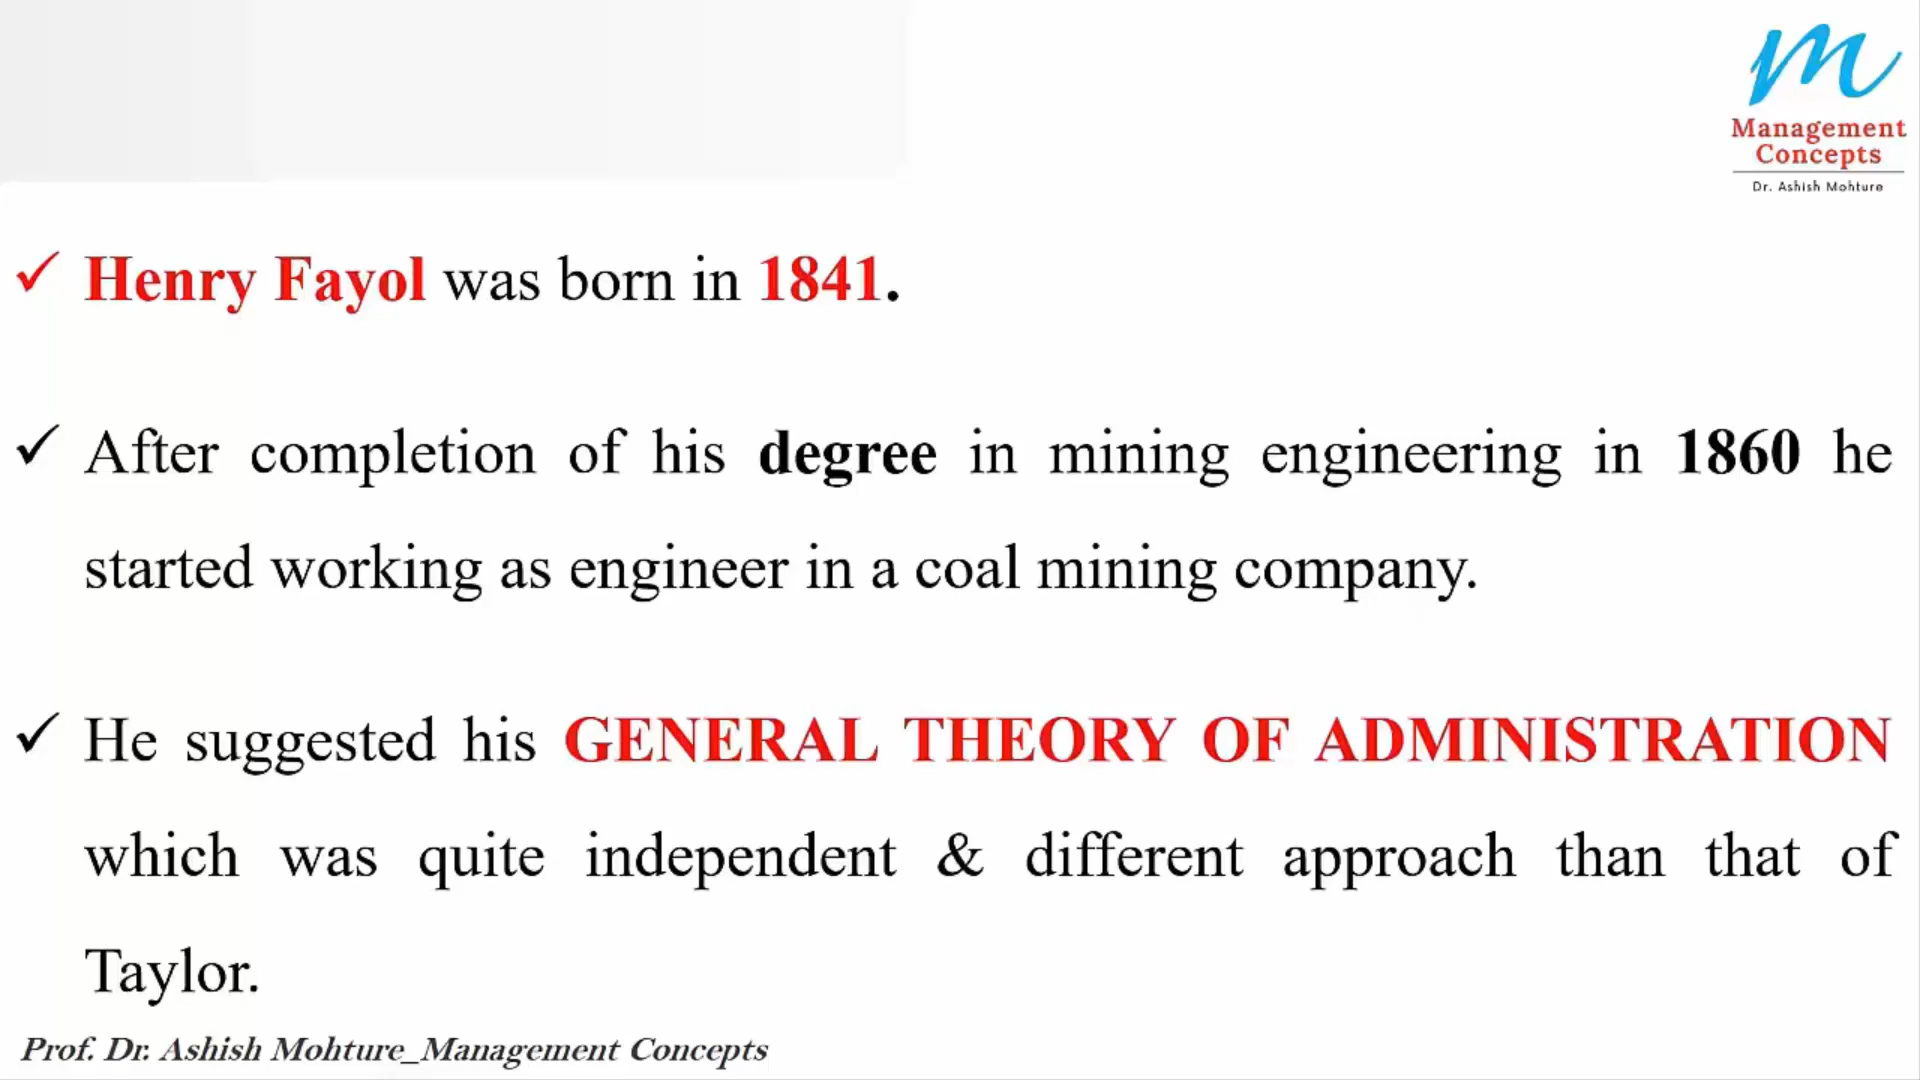 m
Management
Concepts
Dr. Ashish Mohture
✓ Henry Fayol was born in 1841.
✓ After completion of his degree in mining engineering in 1860 he
started working as engineer in a coal mining company.
✓ He suggested his GENERAL THEORY OF ADMINISTRATION
which was quite independent & different approach than that of
Taylor.
Prof. Dr. Ashish Mohture_Management Concepts